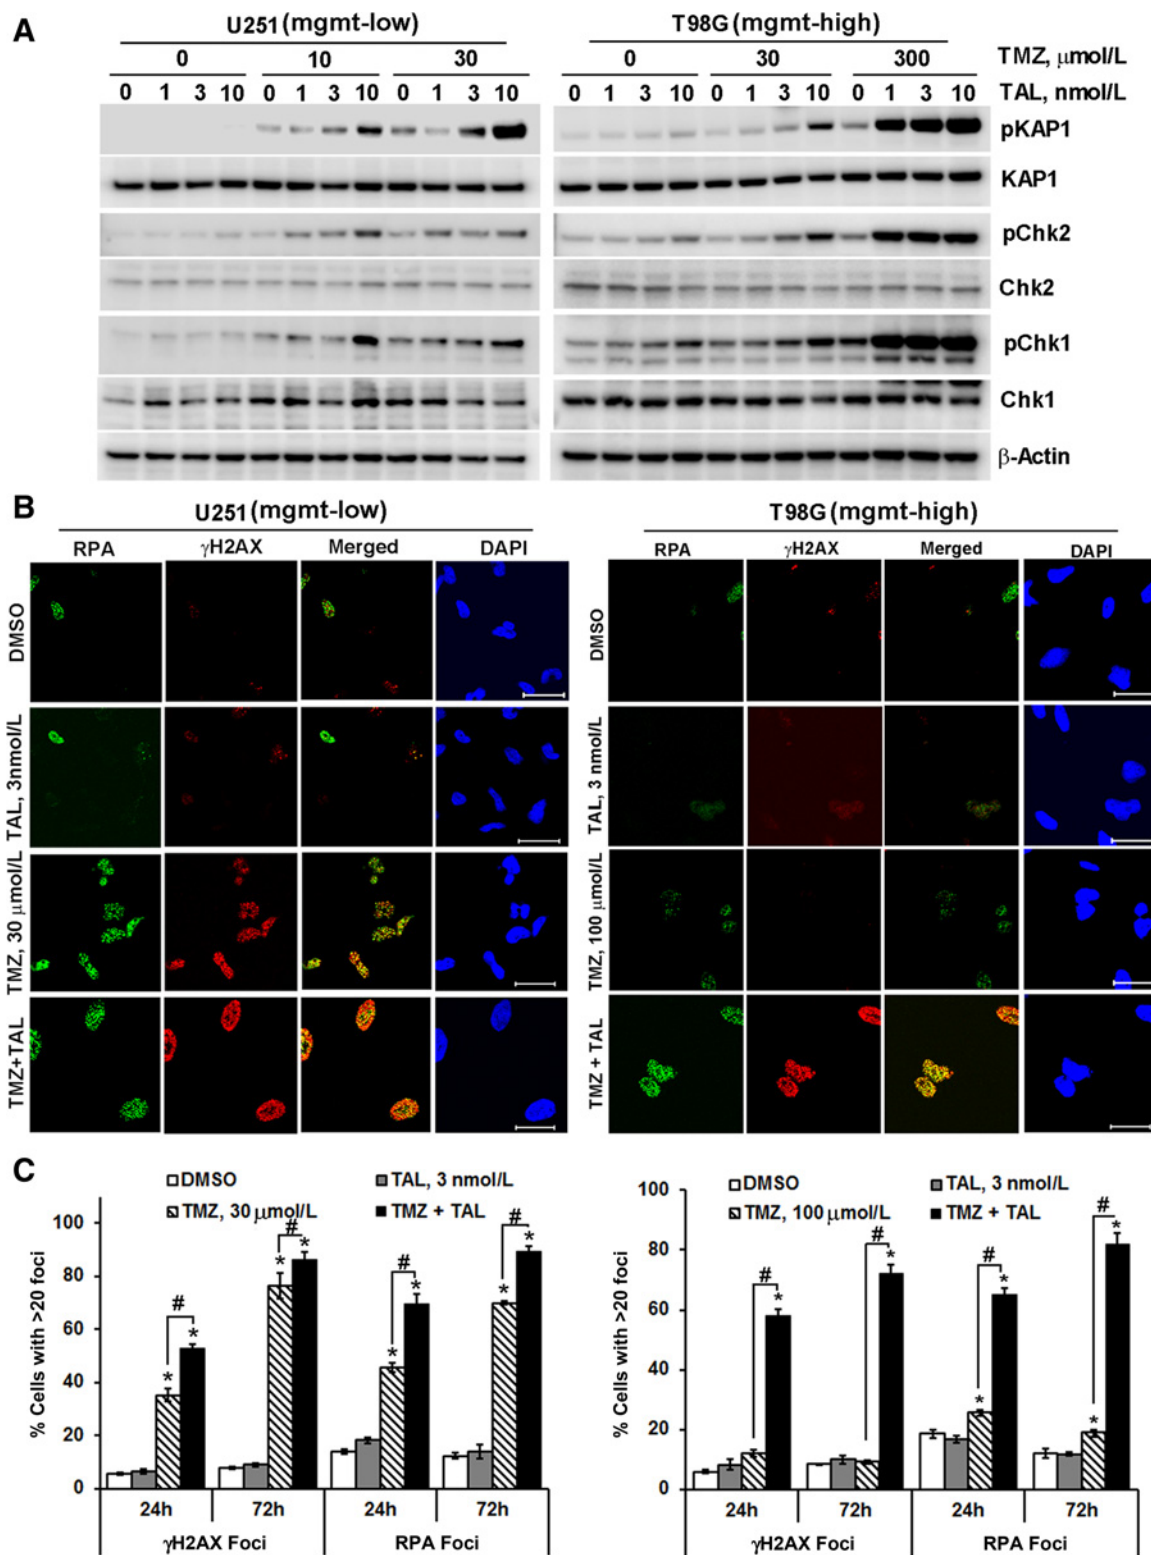 A
U251 (mgmt-low) T98G (mgmt-high)
0 10 30 0 30 300 TMZ, μmol/L
0 1 3 10 0 1 3 10 0 1 3 10 0 1 3 10 0 1 3 10 0 1 3 10 TAL, nmol/L
pKAP1
KAP1
pChk2
Chk2
pChk1
Chk1
β-Actin
B
U251 (mgmt-low) T98G (mgmt-high)
RPA γH2AX Merged DAPI RPA γH2AX Merged DAPI
DMSO DMSO
TAL, 3nmol/L TAL, 3 nmol/L
TMZ, 30 μmol/L TMZ, 100 μmol/L
TMZ+TAL TMZ + TAL
C
DMSO TAL, 3 nmol/L
TMZ, 30 μmol/L TMZ + TAL
% Cells with >20 foci
100
80
60
40
20
0
* # * * # * * # * * # *
24h 72h 24h 72h
γH2AX Foci RPA Foci
DMSO TAL, 3 nmol/L
TMZ, 100 μmol/L TMZ + TAL
% Cells with >20 foci
100
80
60
40
20
0
# * # * * # * * # *
24h 72h 24h 72h
γH2AX Foci RPA Foci